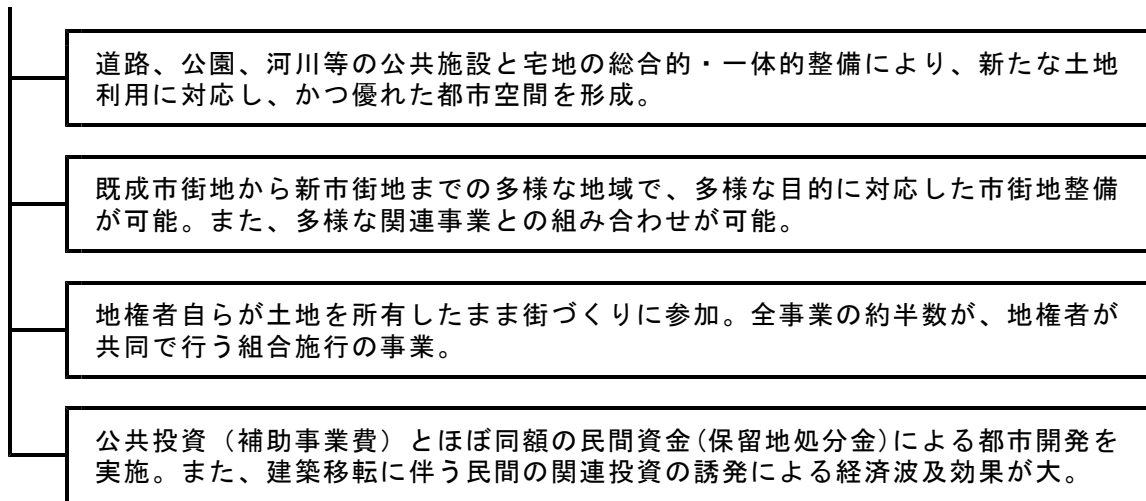 道路、公園、河川等の公共施設と宅地の総合的・一体的整備により、新たな土地
利用に対応し、かつ優れた都市空間を形成。
既成市街地から新市街地までの多様な地域で、多様な目的に対応した市街地整備
が可能。また、多様な関連事業との組み合わせが可能。
地権者自らが土地を所有したまま街づくりに参加。全事業の約半数が、地権者が
共同で行う組合施行の事業。
公共投資（補助事業費）とほぼ同額の民間資金(保留地処分金)による都市開発を
実施。また、建築移転に伴う民間の関連投資の誘発による経済波及効果が大。